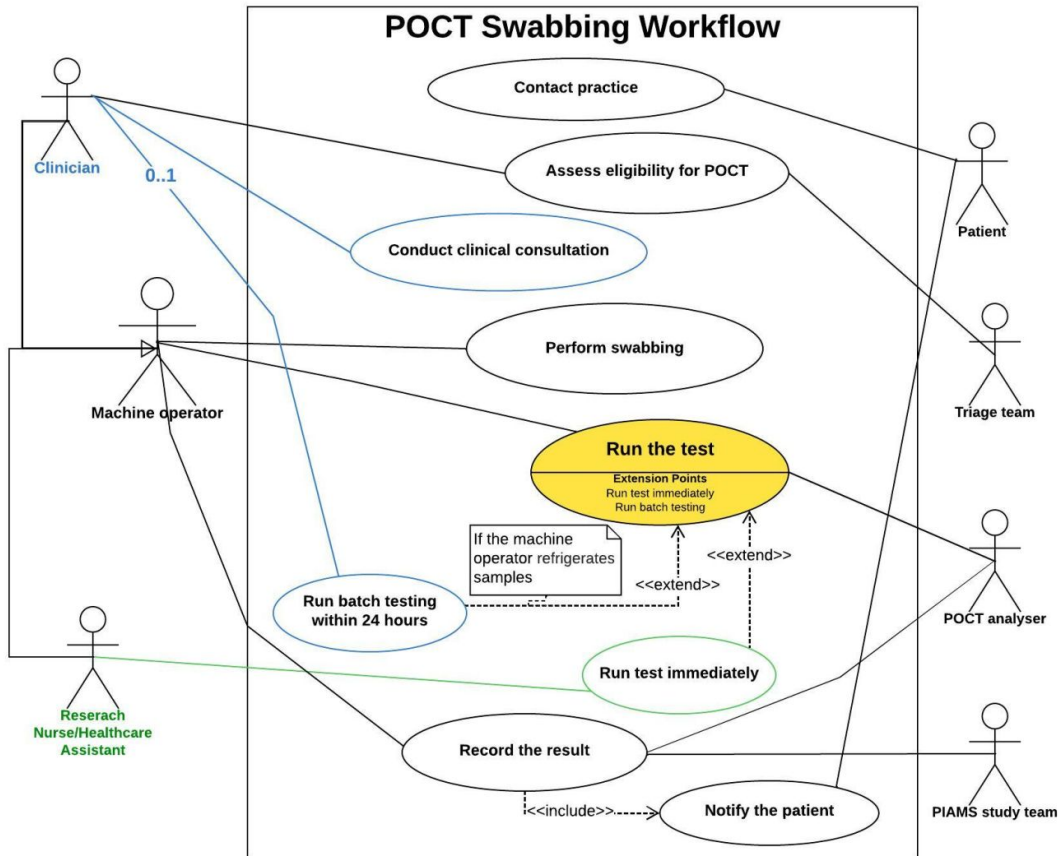 POCT Swabbing Workflow
Contact practice
Clinician
0..1
Assess eligibility for POCT
Patient
Conduct clinical consultation
Perform swabbing
Machine operator
Triage team
Run the test
Extension Points
Run test immediately
Run batch testing
If the machine
operator refrigerates
samples
<<extend>>
<<extend>>
Run batch testing
within 24 hours
POCT analyser
Run test immediately
Reserach
Nurse/Healthcare
Assistant
Record the result
<<include>>
Notify the patient
PIAMS study team